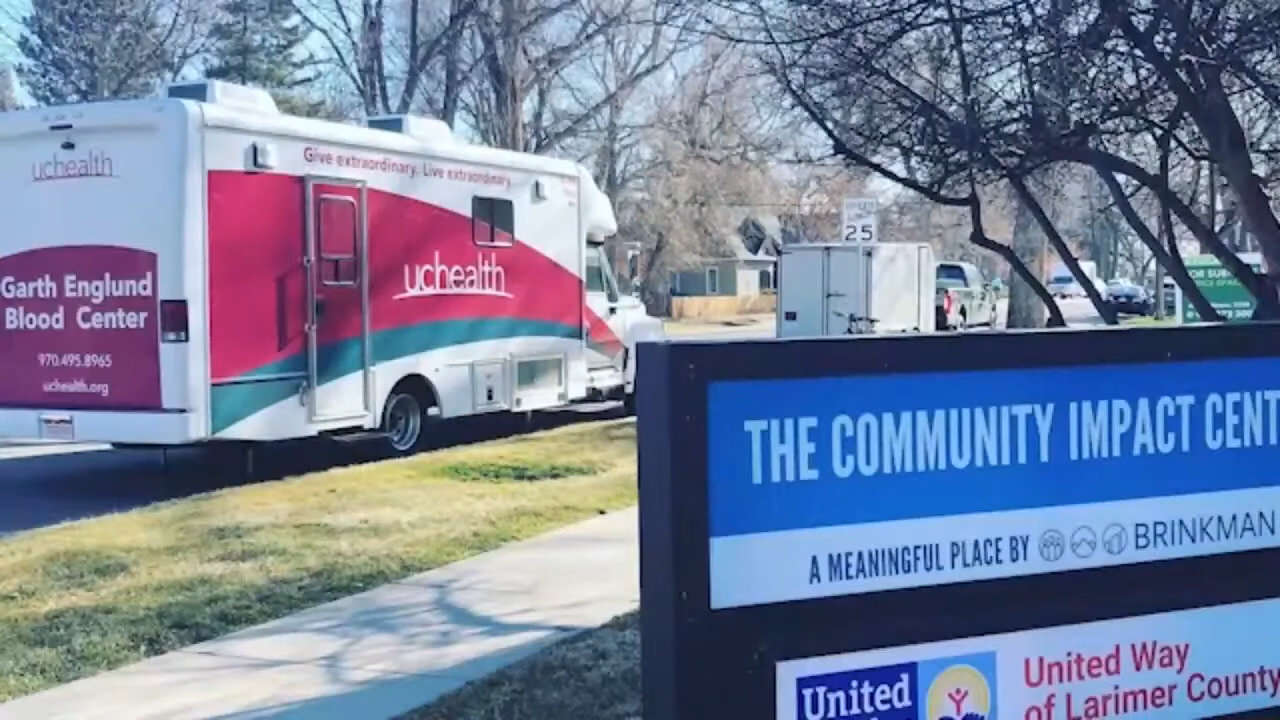 uchealth
Garth Englund
Blood Center
970.495.8965
uchealth.org
Give extraordinary. Live extraordinary.
uchealth
SPEED
LIMIT
25
THE COMMUNITY IMPACT CENT
A MEANINGFUL PLACE BY BRINKMAN
United
United Way
of Larimer County